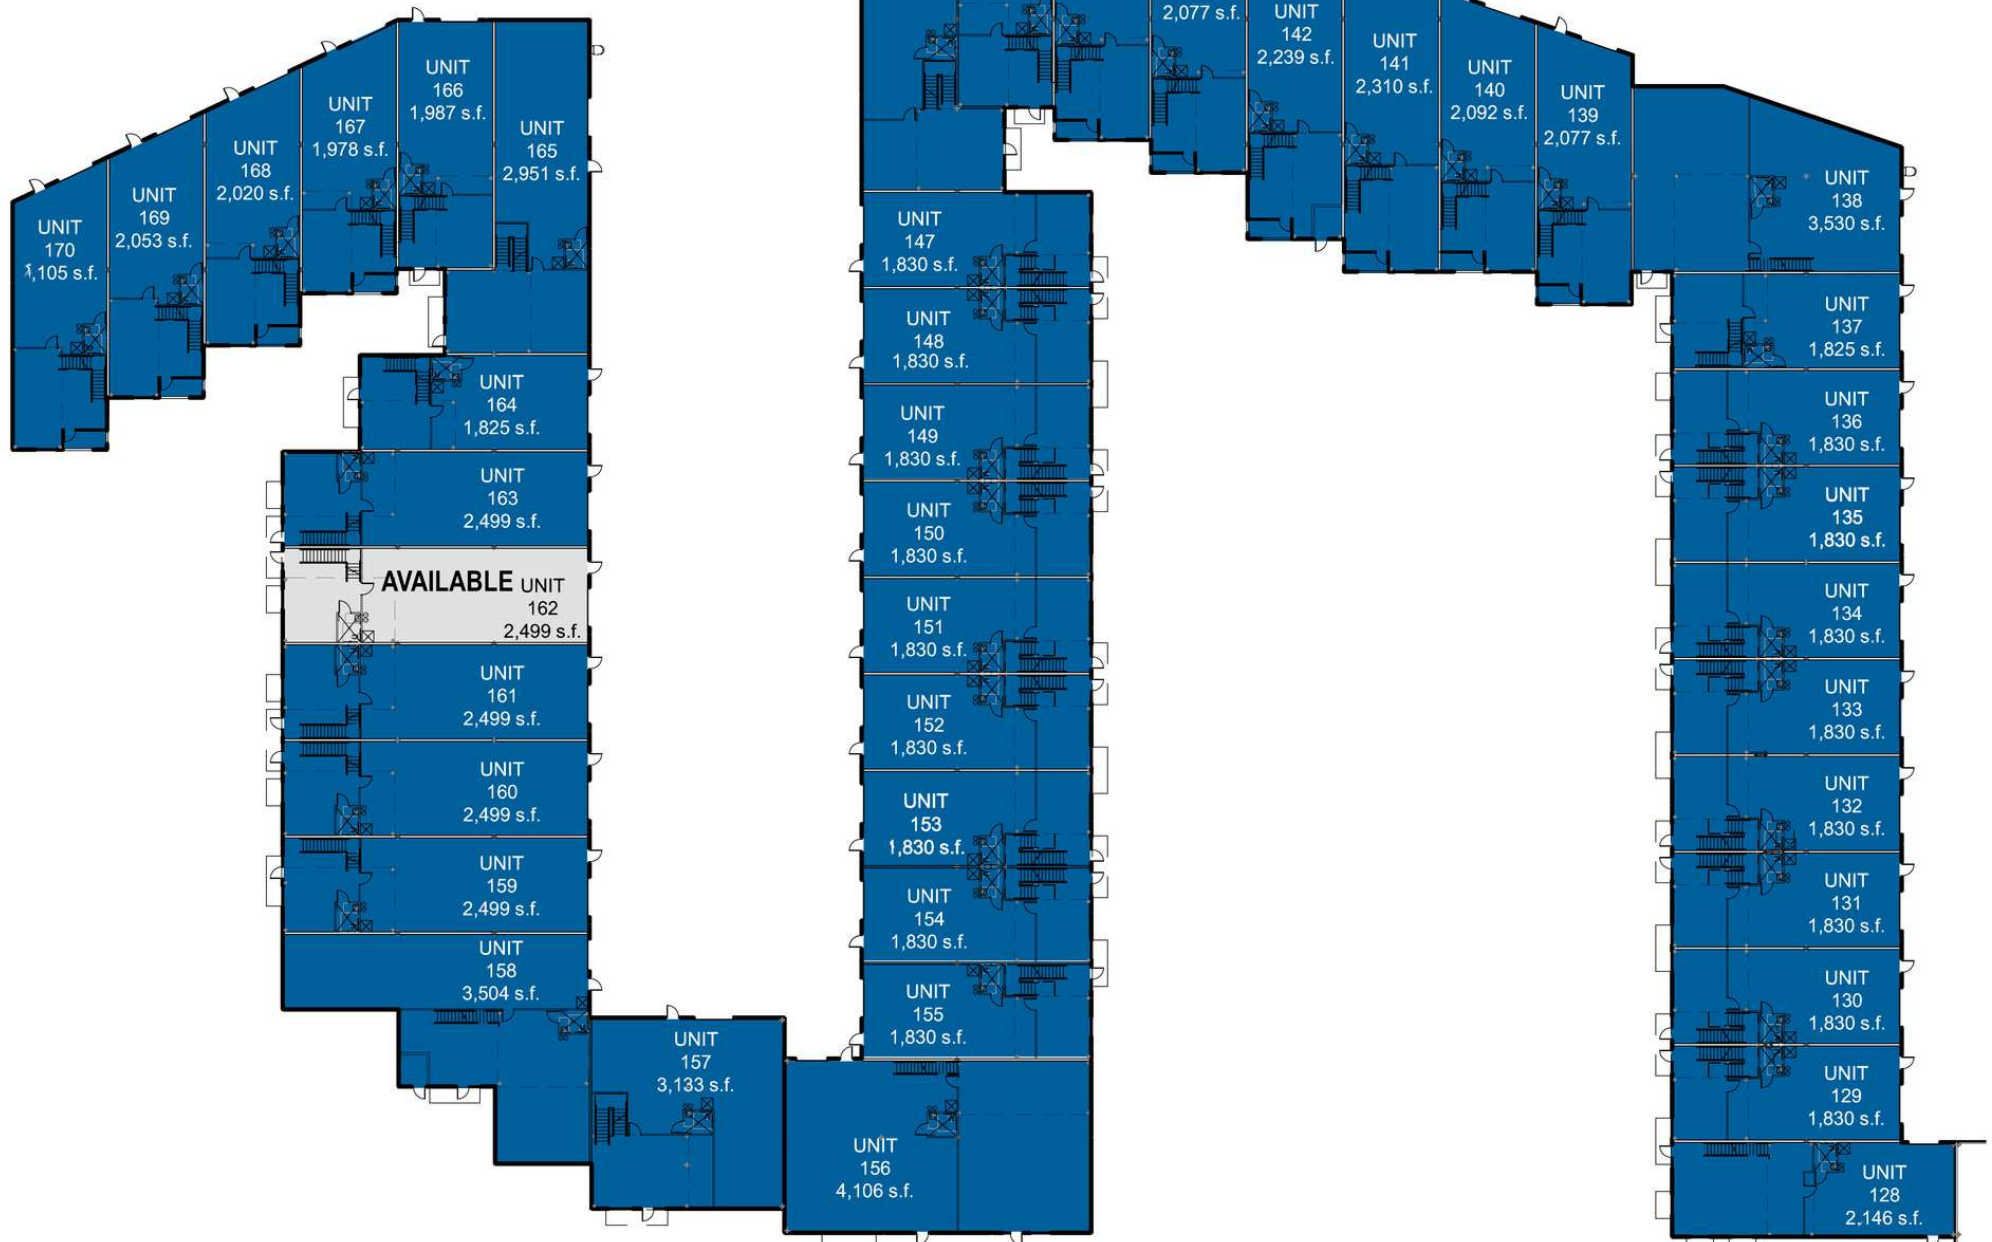 UNIT
166
1,987 s.f.
UNIT
167
1,978 s.f.
UNIT
165
2,951 s.f.
UNIT
168
2,020 s.f.
UNIT
169
2,053 s.f.
UNIT
170
,105 s.f.
UNIT
164
1,825 s.f.
UNIT
163
2,499 s.f.
AVAILABLE UNIT
162
2,499 s.f.
UNIT
161
2,499 s.f.
UNIT
160
2,499 s.f.
UNIT
159
2,499 s.f.
UNIT
158
3,504 s.f.
UNIT
157
3,133 s.f.
UNIT
156
4,106 s.f.
UNIT
147
1,830 s.f.
UNIT
148
1,830 s.f.
UNIT
149
1,830 s.f.
UNIT
150
1,830 s.f.
UNIT
151
1,830 s.f.
UNIT
152
1,830 s.f.
UNIT
153
1,830 s.f.
UNIT
154
1,830 s.f.
UNIT
155
1,830 s.f.
2,077 s.f.
UNIT
142
2,239 s.f.
UNIT
141
2,310 s.f.
UNIT
140
2,092 s.f.
UNIT
139
2,077 s.f.
UNIT
138
3,530 s.f.
UNIT
137
1,825 s.f.
UNIT
136
1,830 s.f.
UNIT
135
1,830 s.f.
UNIT
134
1,830 s.f.
UNIT
133
1,830 s.f.
UNIT
132
1,830 s.f.
UNIT
131
1,830 s.f.
UNIT
130
1,830 s.f.
UNIT
129
1,830 s.f.
UNIT
128
2,146 s.f.